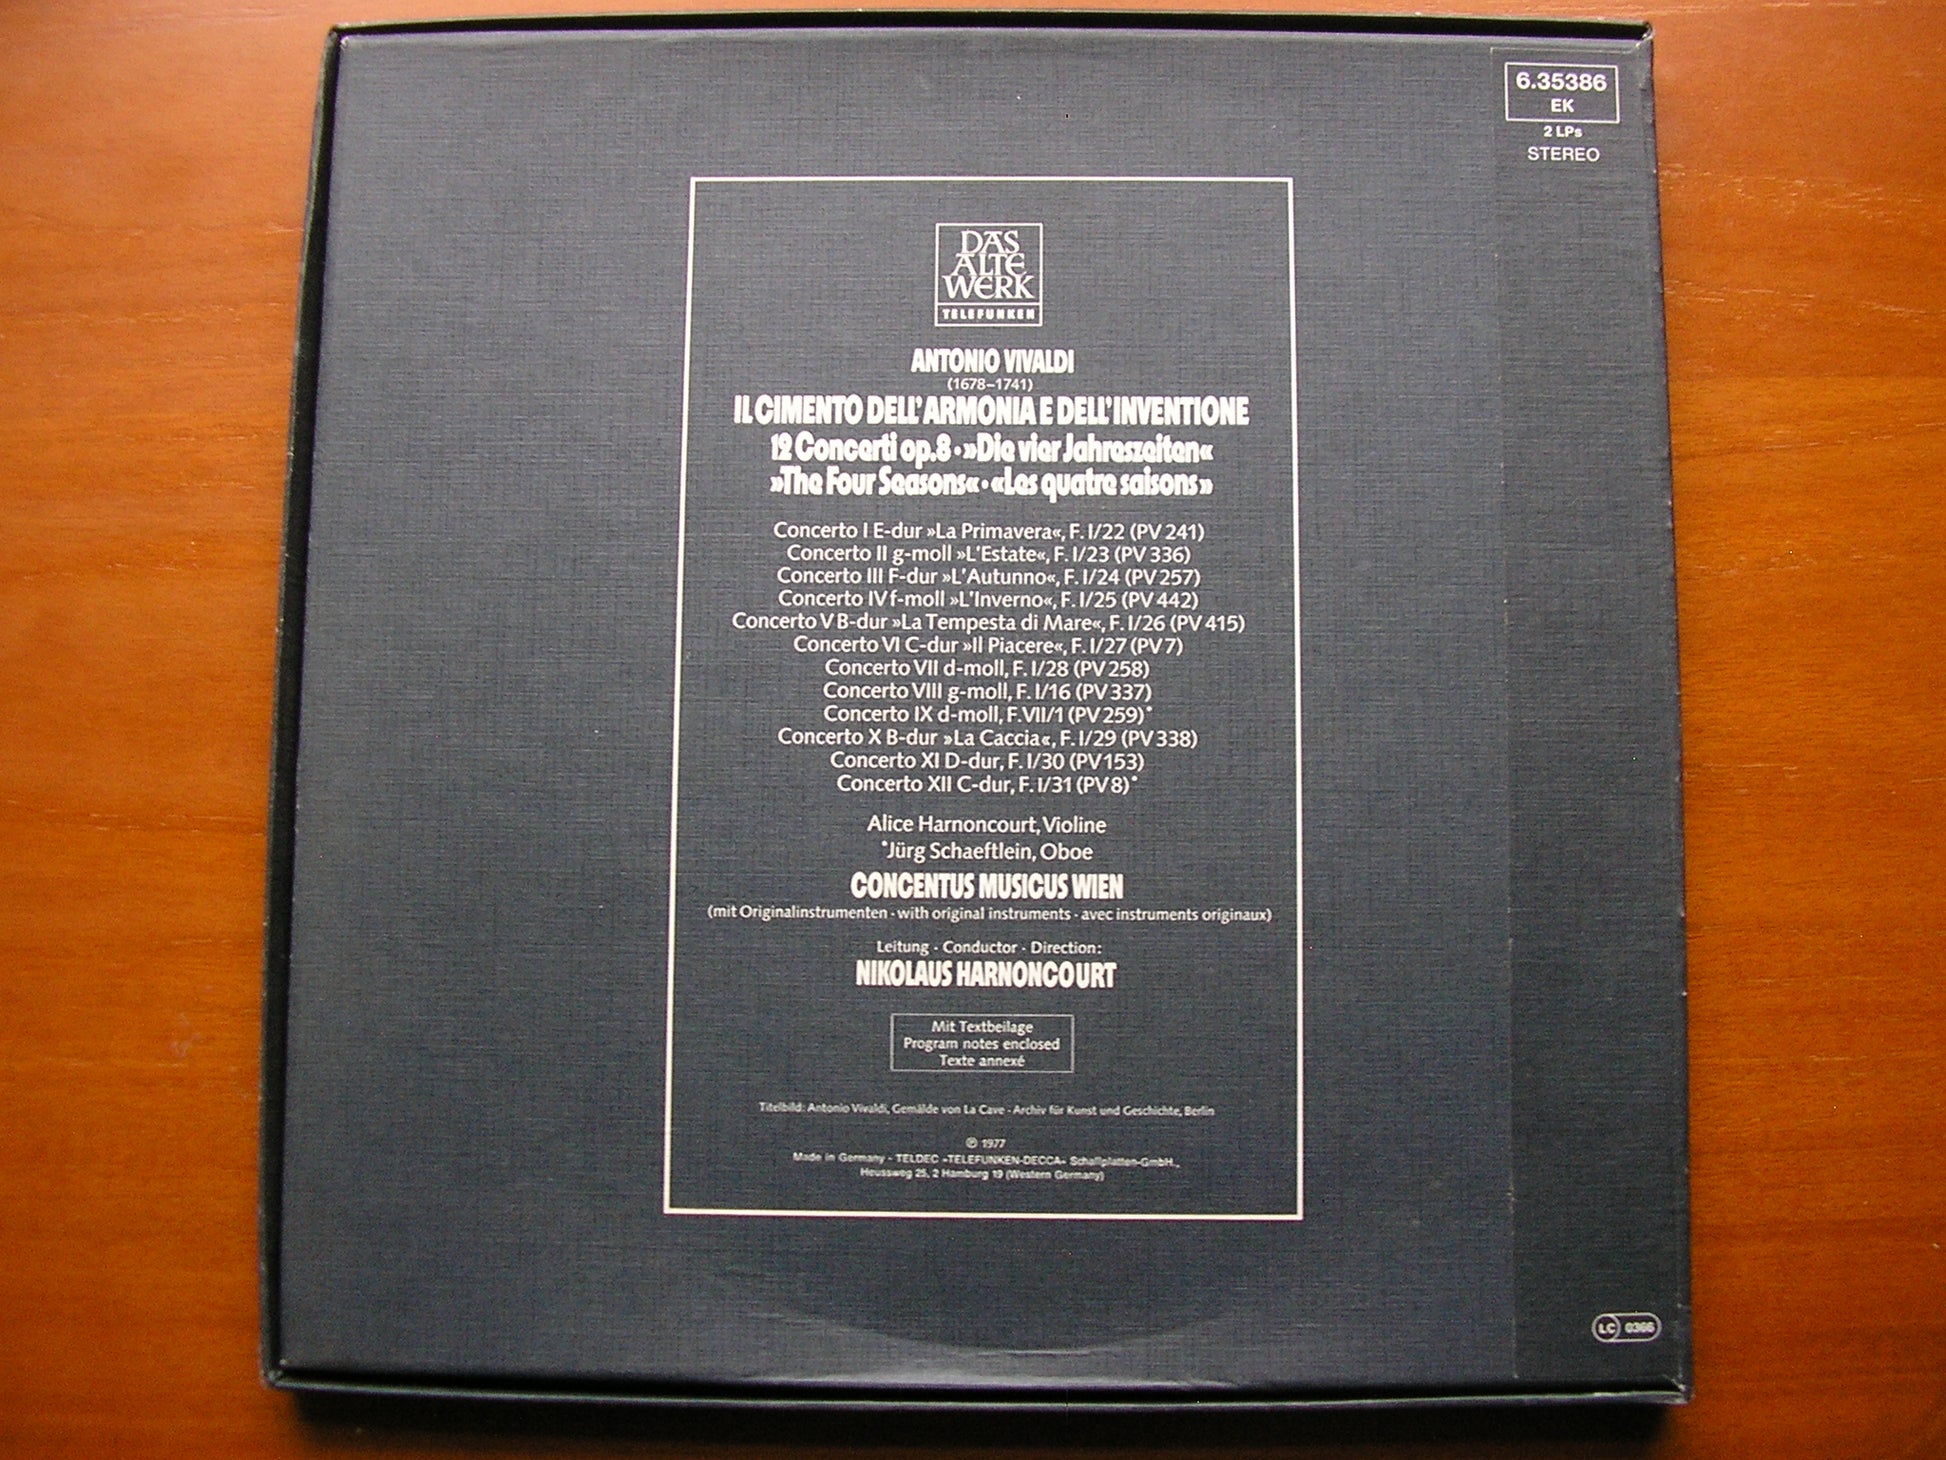 6.35386
EK
2 LPs
STEREO
DAS
ALTE
WERK
TELEFUNKEN
ANTONIO VIVALDI
(1678–1741)
IL CIMENTO DELL'ARMONIA E DELL'INVENTIONE
12 Concerti op.8 · »Die vier Jahreszeiten«
»The Four Seasons« · «Les quatre saisons»
Concerto I E-dur »La Primavera«, F. I/22 (PV 241)
Concerto II g-moll »L'Estate«, F. I/23 (PV 336)
Concerto III F-dur »L'Autunno«, F. I/24 (PV 257)
Concerto IV f-moll »L'Inverno«, F. I/25 (PV 442)
Concerto V B-dur »La Tempesta di Mare«, F. I/26 (PV 415)
Concerto VI C-dur »Il Piacere«, F. I/27 (PV 7)
Concerto VII d-moll, F. I/28 (PV 258)
Concerto VIII g-moll, F. I/16 (PV 337)
Concerto IX d-moll, F. VII/1 (PV 259)*
Concerto X B-dur »La Caccia«, F. I/29 (PV 338)
Concerto XI D-dur, F. I/30 (PV 153)
Concerto XII C-dur, F. I/31 (PV 8)*
Alice Harnoncourt, Violine
*Jürg Schaeftlein, Oboe
CONCENTUS MUSICUS WIEN
(mit Originalinstrumenten · with original instruments · avec instruments originaux)
Leitung · Conductor · Direction:
NIKOLAUS HARNONCOURT
Mit Textbeilage
Program notes enclosed
Texte annexé
Titelbild: Antonio Vivaldi, Gemälde von La Cave · Archiv für Kunst und Geschichte, Berlin
℗ 1977
Made in Germany · TELDEC »TELEFUNKEN-DECCA« Schallplatten-GmbH.,
Heussweg 25, 2 Hamburg 19 (Western Germany)
LC 0366